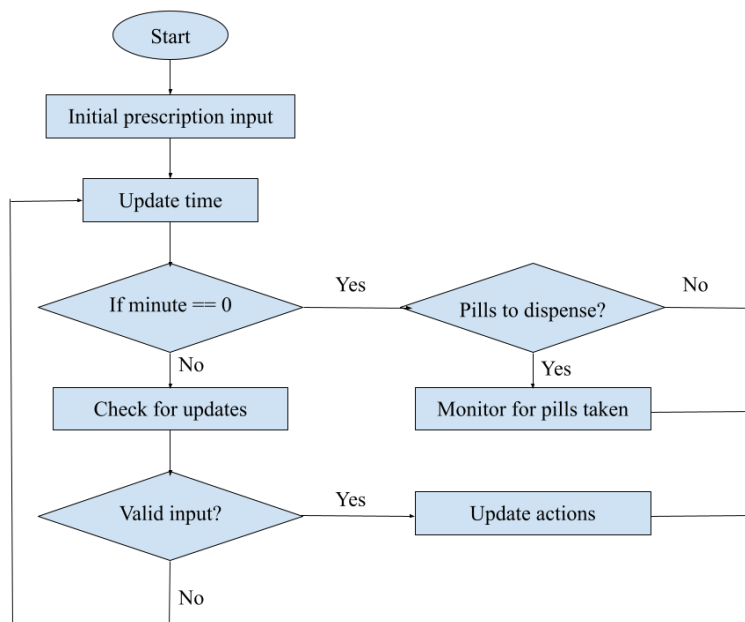 Start
Initial prescription input
Update time
If minute == 0
Yes
Pills to dispense?
No
No
Yes
Check for updates
Monitor for pills taken
Valid input?
Yes
Update actions
No